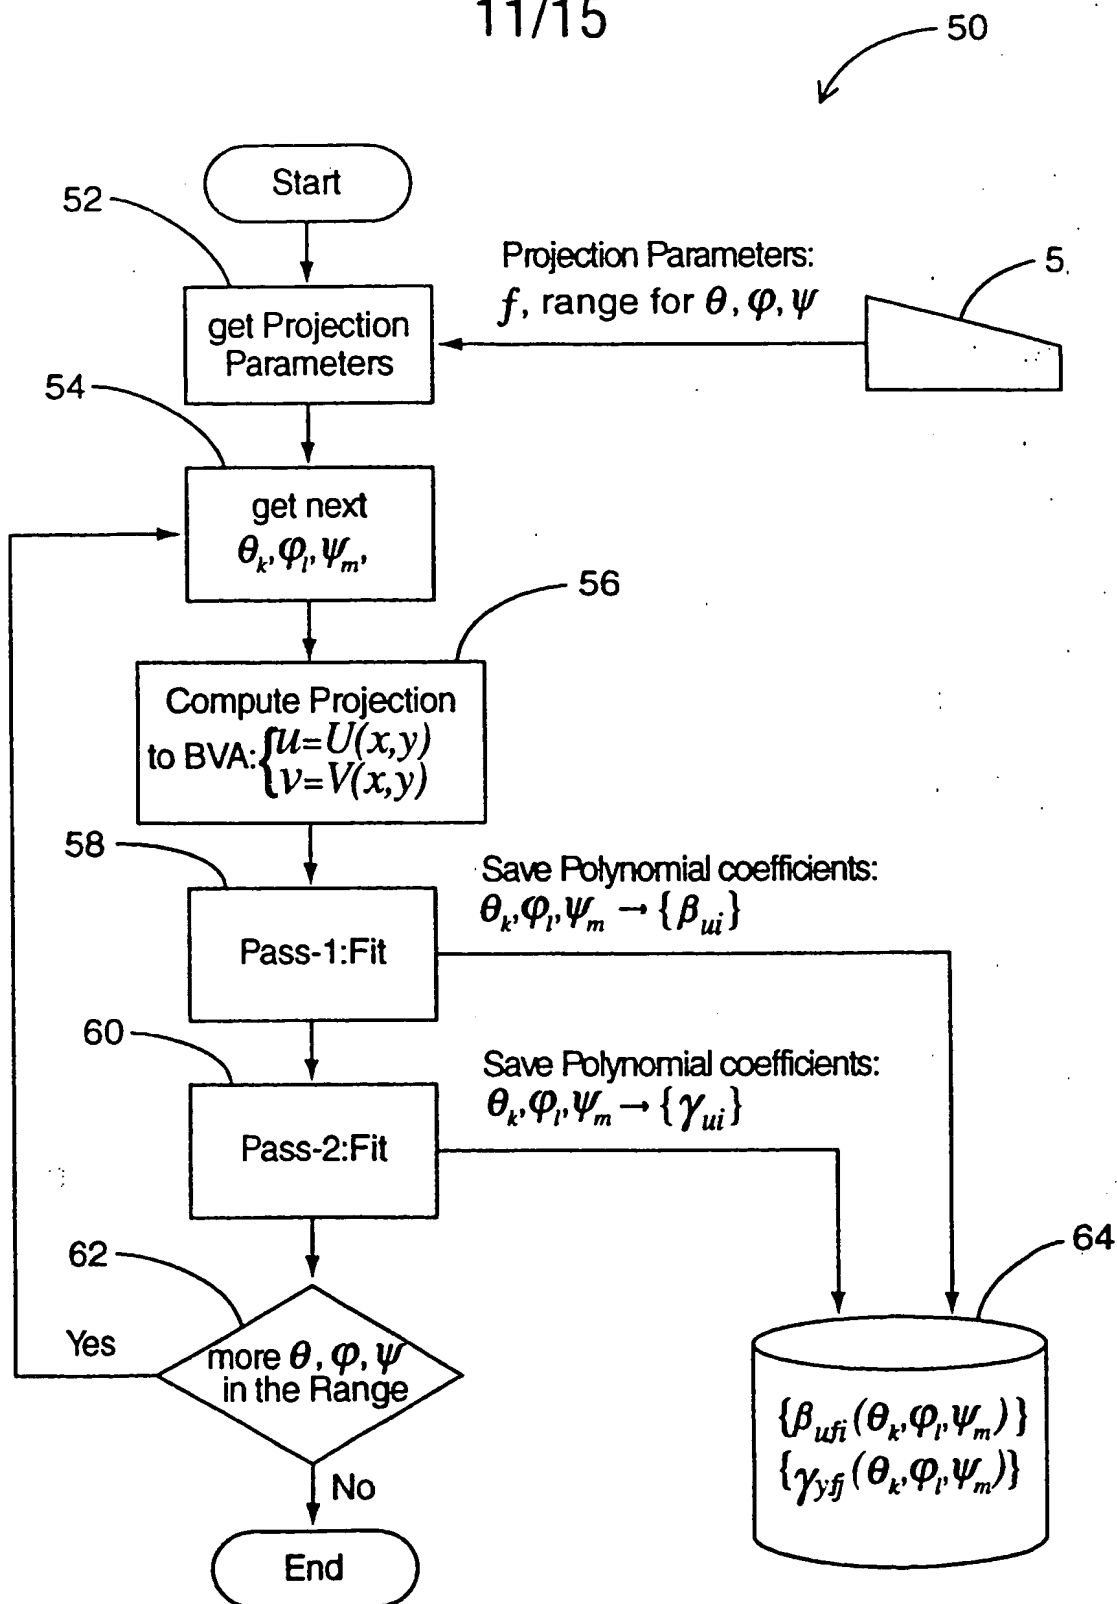 11/15
50
Start
52
Projection Parameters:
f, range for θ, φ, ψ
5
get Projection
Parameters
54
get next
θk, φl, ψm,
56
Compute Projection
to BVA: { u=U(x,y)
v=V(x,y)
58
Save Polynomial coefficients:
θk, φl, ψm → {βui}
Pass-1:Fit
60
Save Polynomial coefficients:
θk, φl, ψm → {γui}
Pass-2:Fit
62
64
Yes
more θ, φ, ψ
in the Range
{βufi(θk, φl, ψm)}
{γyfj(θk, φl, ψm)}
No
End